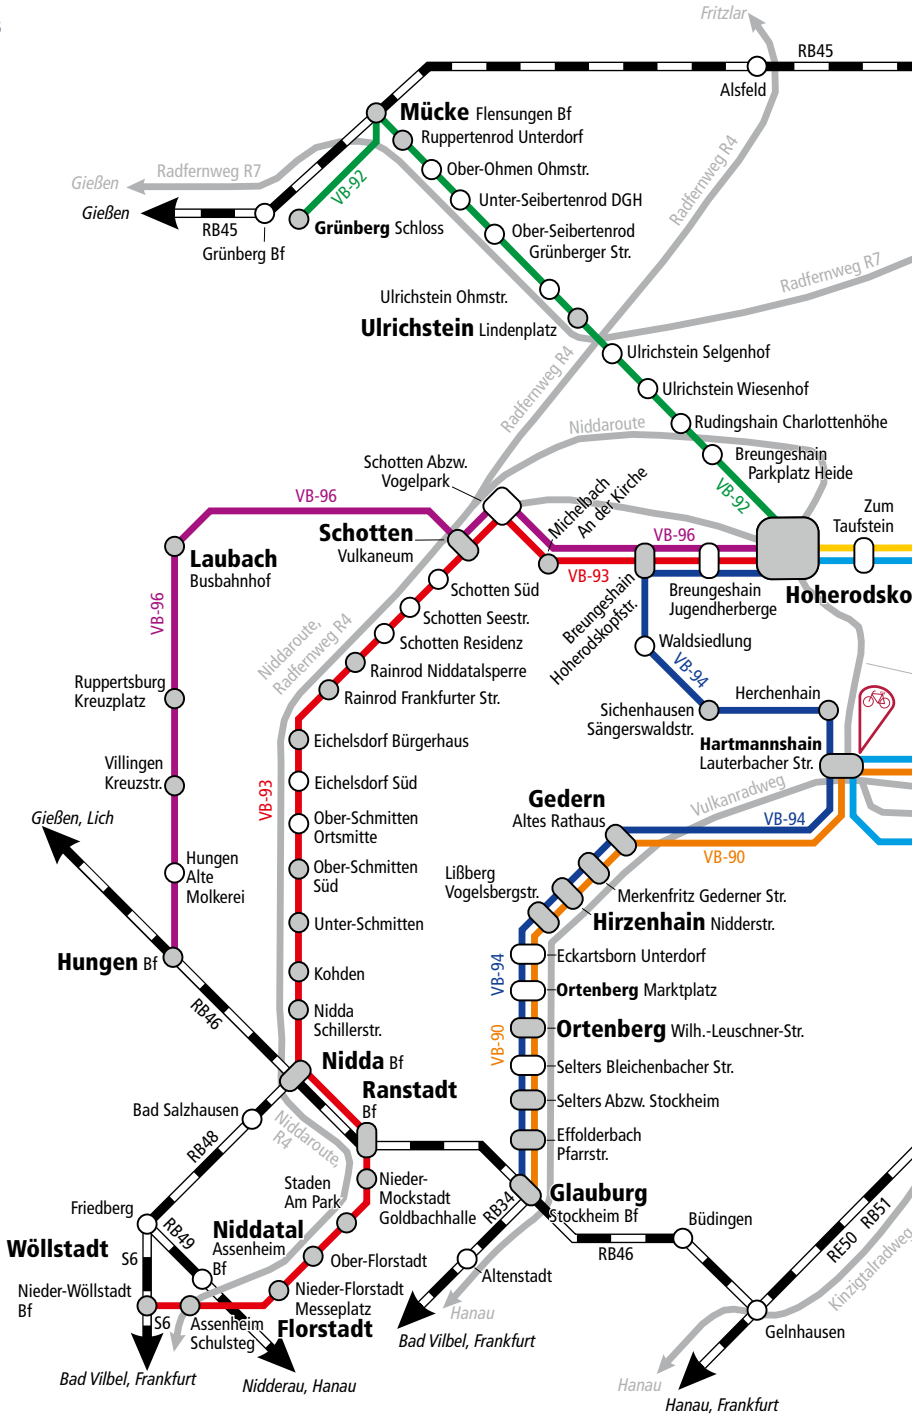 Fritzlar
RB45
Alsfeld
Mücke Flensungen Bf
Ruppertenrod Unterdorf
Radfernweg R7
Gießen
Gießen
RB45
Grünberg Bf
VB-92
Grünberg Schloss
Ober-Ohmen Ohmstr.
Unter-Seibertenrod DGH
Ober-Seibertenrod
Grünberger Str.
Radfernweg R4
Radfernweg R7
Ulrichstein Ohmstr.
Ulrichstein Lindenplatz
Ulrichstein Selgenhof
Radfernweg R4
Ulrichstein Wiesenhof
Niddaroute
Rudingshain Charlottenhöhe
Breungeshain
Parkplatz Heide
VB-92
Schotten Abzw.
Vogelpark
VB-96
Michelbach
An der Kirche
Zum
Taufstein
Schotten
Vulkaneum
VB-96
Laubach
Busbahnhof
VB-93
Breungeshain
Jugendherberge
Hoherodsko
Breungeshain
Hoherodskopfstr.
VB-96
Schotten Süd
Schotten Seestr.
Schotten Residenz
Niddaroute,
Radfernweg R4
Rainrod Niddatalsperre
Rainrod Frankfurter Str.
Waldsiedlung
VB-94
Ruppertsburg
Kreuzplatz
Herchenhain
Sichenhausen
Sängerswaldstr.
Eichelsdorf Bürgerhaus
Hartmannshain
Lauterbacher Str.
Villingen
Kreuzstr.
Eichelsdorf Süd
VB-93
Vulkanradweg
Gedern
Altes Rathaus
VB-94
Gießen, Lich
Ober-Schmitten
Ortsmitte
VB-90
Hungen
Alte
Molkerei
Ober-Schmitten
Süd
Lißberg
Vogelsbergstr.
Merkenfritz Gederner Str.
Hirzenhain Nidderstr.
Unter-Schmitten
Hungen Bf
Eckartsborn Unterdorf
VB-94
Kohden
Ortenberg Marktplatz
RB46
Nidda
Schillerstr.
Ortenberg Wilh.-Leuschner-Str.
VB-90
Nidda Bf
Selters Bleichenbacher Str.
Ranstadt
Bf
Selters Abzw. Stockheim
Bad Salzhausen
Niddaroute,
R4
Effolderbach
Pfarrstr.
RB48
Staden
Am Park
Nieder-
Mockstadt
Goldbachhalle
RB34
Glauburg
Stockheim Bf
RB51
RE50
Friedberg
RB49
Niddatal
Assenheim
Bf
Büdingen
RB46
Wöllstadt
S6
Ober-Florstadt
Altenstadt
Kinzigtalradweg
Nieder-Wöllstadt
Bf
Nieder-Florstadt
Messeplatz
Hanau
S6
Assenheim
Schulsteg
Florstadt
Gelnhausen
Bad Vilbel, Frankfurt
Bad Vilbel, Frankfurt
Nidderau, Hanau
Hanau
Hanau, Frankfurt